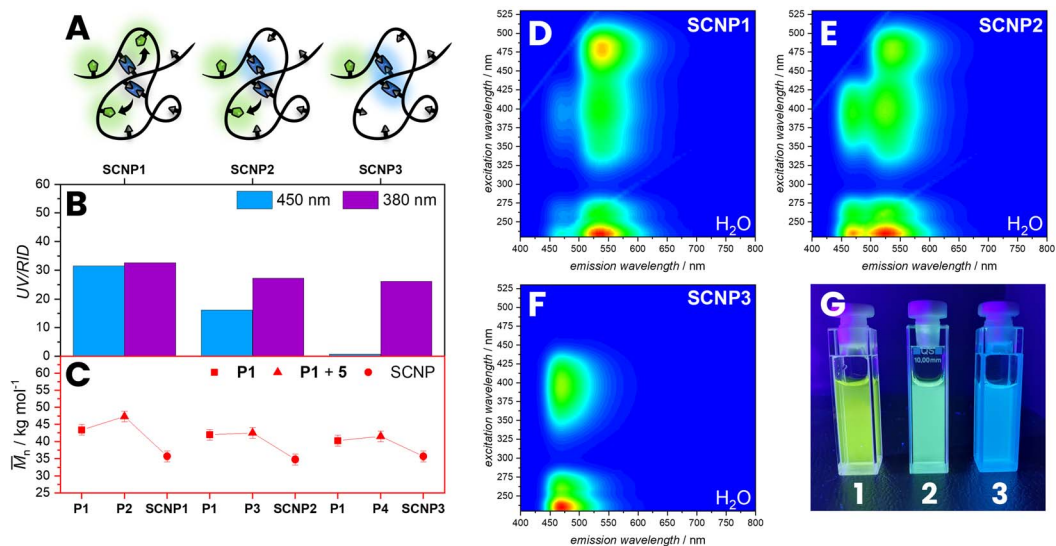 A
SCNP1 SCNP2 SCNP3
B
450 nm 380 nm
UV/RID
60
50
40
30
20
10
0
C
P1 P1 + 5 SCNP
M̅n / kg mol⁻¹
60
55
50
45
40
35
30
25
P1 P2 SCNP1 P1 P3 SCNP2 P1 P4 SCNP3
D
SCNP1
H₂O
excitation wavelength / nm
525
500
475
450
425
400
375
350
325
300
275
250
400 450 500 550 600 650 700 750 800
emission wavelength / nm
E
SCNP2
H₂O
excitation wavelength / nm
525
500
475
450
425
400
375
350
325
300
275
250
400 450 500 550 600 650 700 750 800
emission wavelength / nm
F
SCNP3
H₂O
excitation wavelength / nm
525
500
475
450
425
400
375
350
325
300
275
250
400 450 500 550 600 650 700 750 800
emission wavelength / nm
G
QS
10,00mm
1 2 3